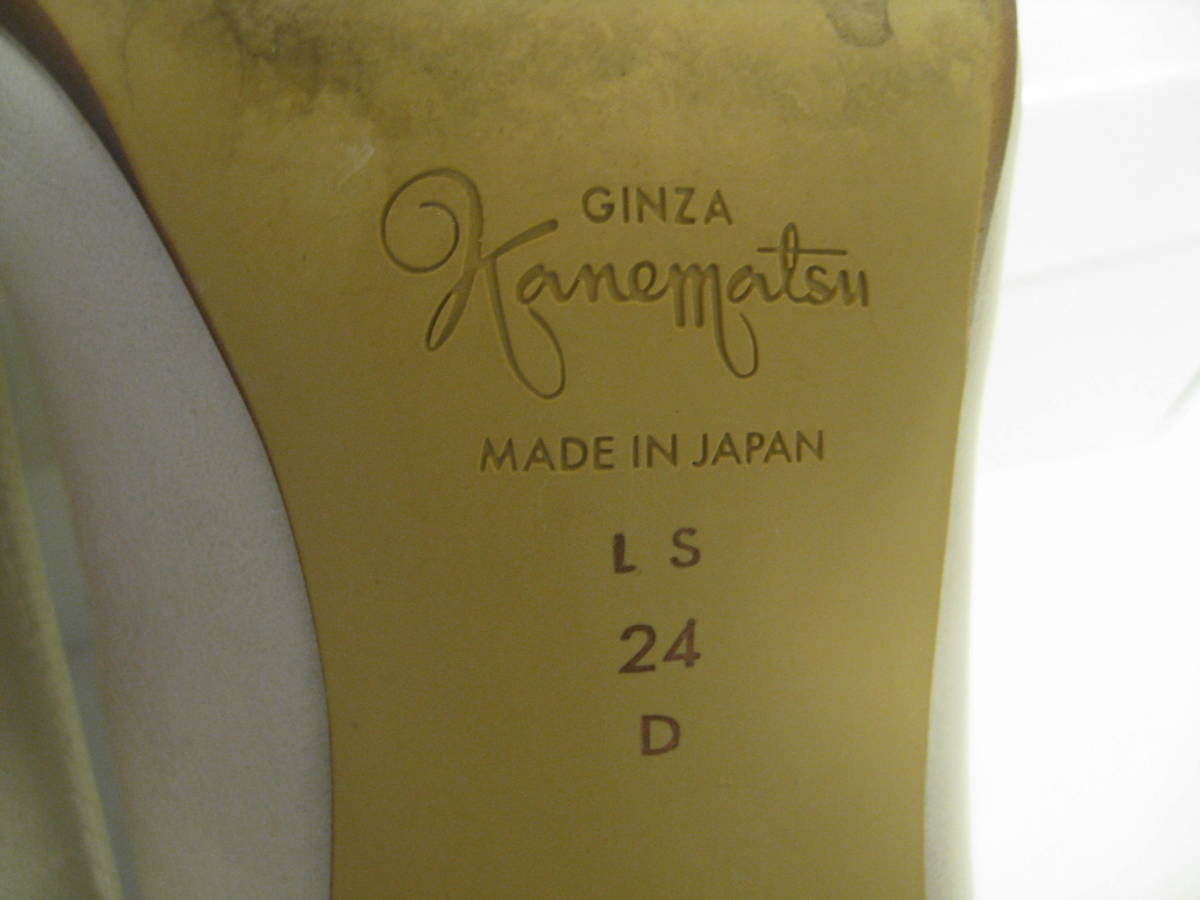 GINZA
Kanematsu
MADE IN JAPAN
L S
24
D